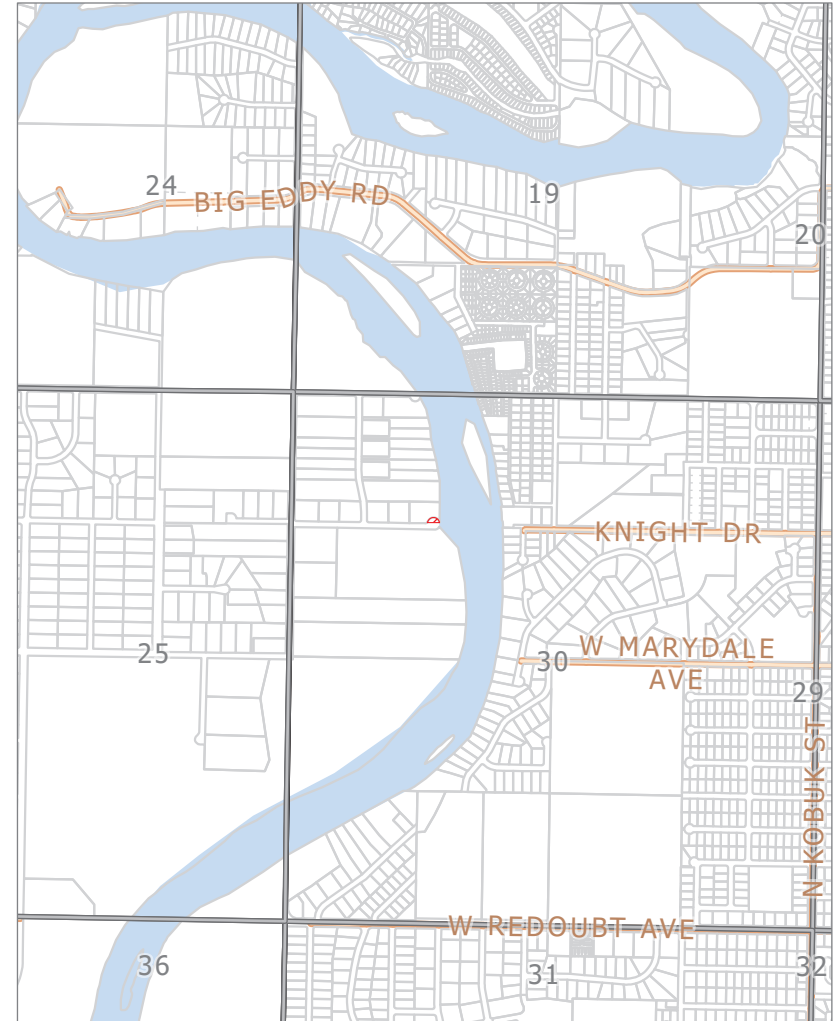 24
BIG EDDY RD
19
20
KNIGHT DR
25
30
W MARYDALE
AVE
29
N KOBUK ST
W REDOUBT AVE
36
31
32